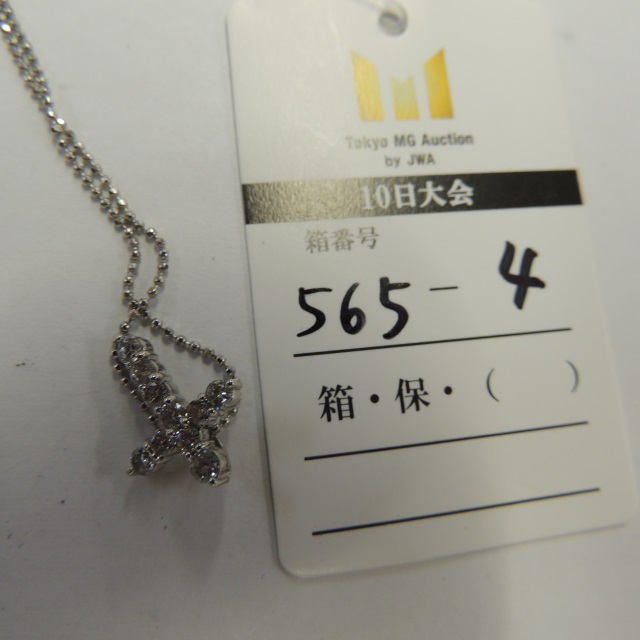 Tokyo MG Auction
by JWA
10日大会
箱番号
565-4
箱・保・(　　)